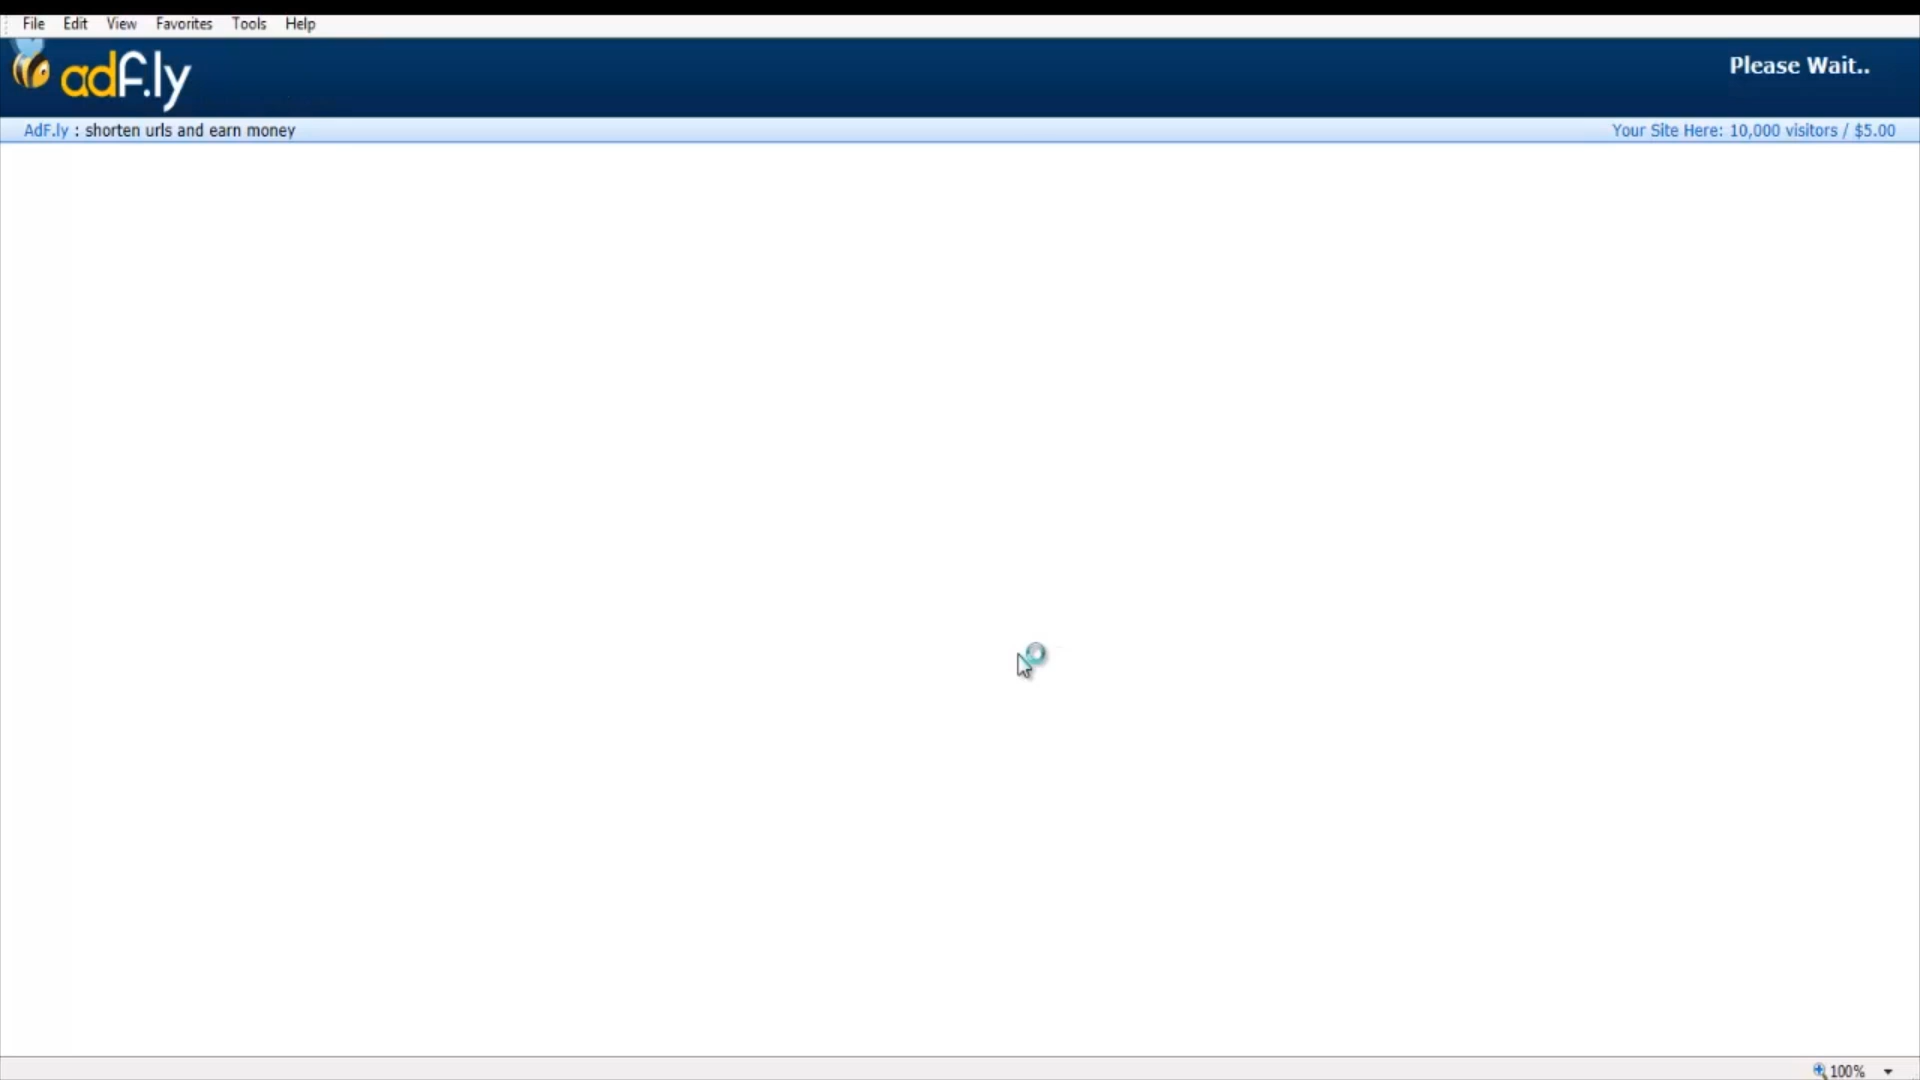 File Edit View Favorites Tools Help
adf.ly
Please Wait..
AdF.ly : shorten urls and earn money
Your Site Here: 10,000 visitors / $5.00
100%